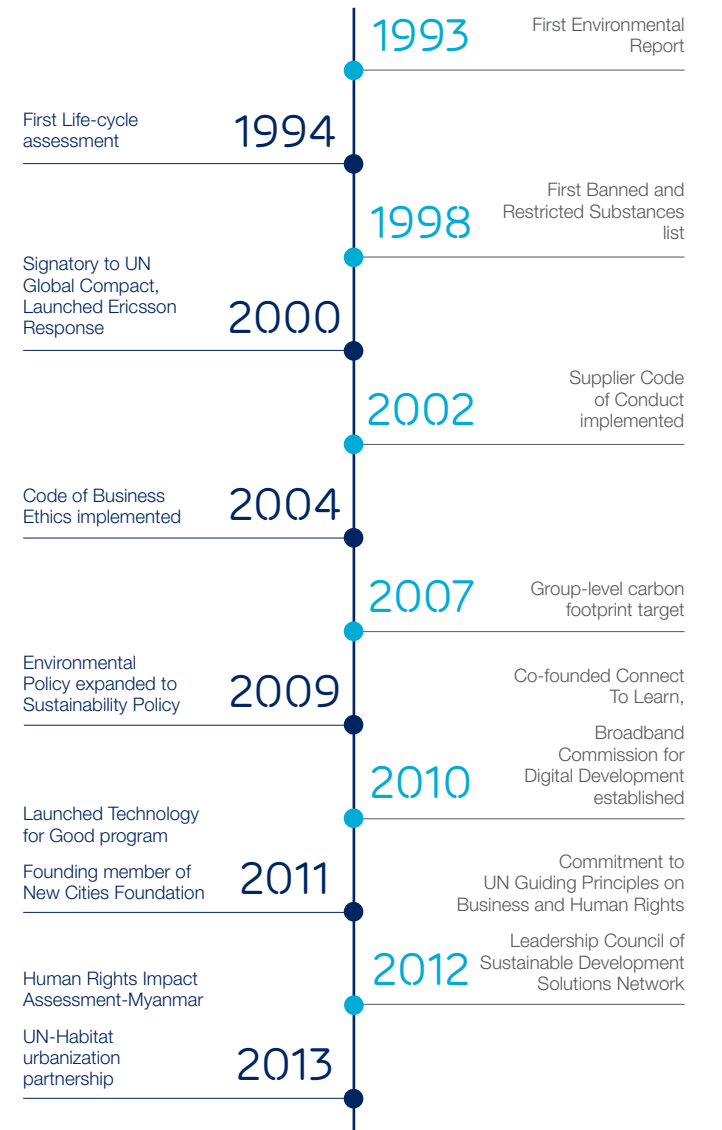 1993
First Environmental
Report
First Life-cycle
assessment
1994
First Banned and
Restricted Substances
list
1998
Signatory to UN
Global Compact,
Launched Ericsson
Response
2000
Supplier Code
of Conduct
implemented
2002
Code of Business
Ethics implemented
2004
2007
Group-level carbon
footprint target
Environmental
Policy expanded to
Sustainability Policy
2009
Co-founded Connect
To Learn,
Broadband
Commission for
Digital Development
established
2010
Launched Technology
for Good program
Founding member of
New Cities Foundation
2011
Commitment to
UN Guiding Principles on
Business and Human Rights
Leadership Council of
Sustainable Development
Solutions Network
2012
Human Rights Impact
Assessment-Myanmar
UN-Habitat
urbanization
partnership
2013